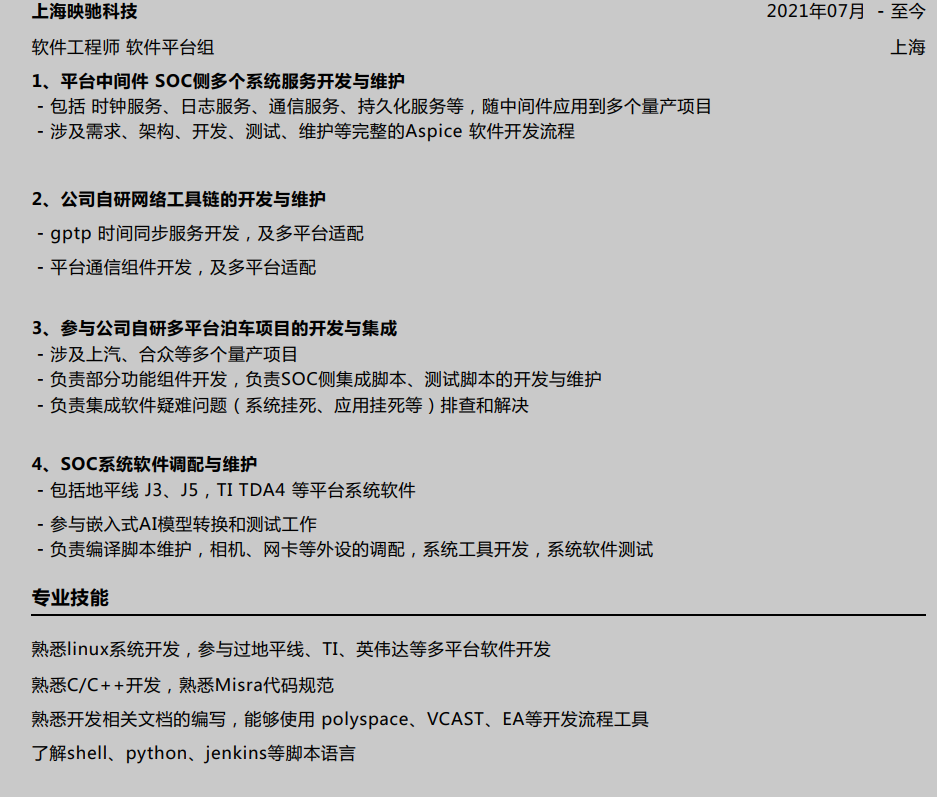 上海映驰科技 2021年07月 - 至今
软件工程师 软件平台组 上海
1、平台中间件 SOC侧多个系统服务开发与维护
- 包括 时钟服务、日志服务、通信服务、持久化服务等，随中间件应用到多个量产项目
- 涉及需求、架构、开发、测试、维护等完整的Aspice 软件开发流程
2、公司自研网络工具链的开发与维护
- gptp 时间同步服务开发，及多平台适配
- 平台通信组件开发，及多平台适配
3、参与公司自研多平台泊车项目的开发与集成
- 涉及上汽、合众等多个量产项目
- 负责部分功能组件开发，负责SOC侧集成脚本、测试脚本的开发与维护
- 负责集成软件疑难问题（系统挂死、应用挂死等）排查和解决
4、SOC系统软件调配与维护
- 包括地平线 J3、J5，TI TDA4 等平台系统软件
- 参与嵌入式AI模型转换和测试工作
- 负责编译脚本维护，相机、网卡等外设的调配，系统工具开发，系统软件测试
专业技能
熟悉linux系统开发，参与过地平线、TI、英伟达等多平台软件开发
熟悉C/C++开发，熟悉Misra代码规范
熟悉开发相关文档的编写，能够使用 polyspace、VCAST、EA等开发流程工具
了解shell、python、jenkins等脚本语言